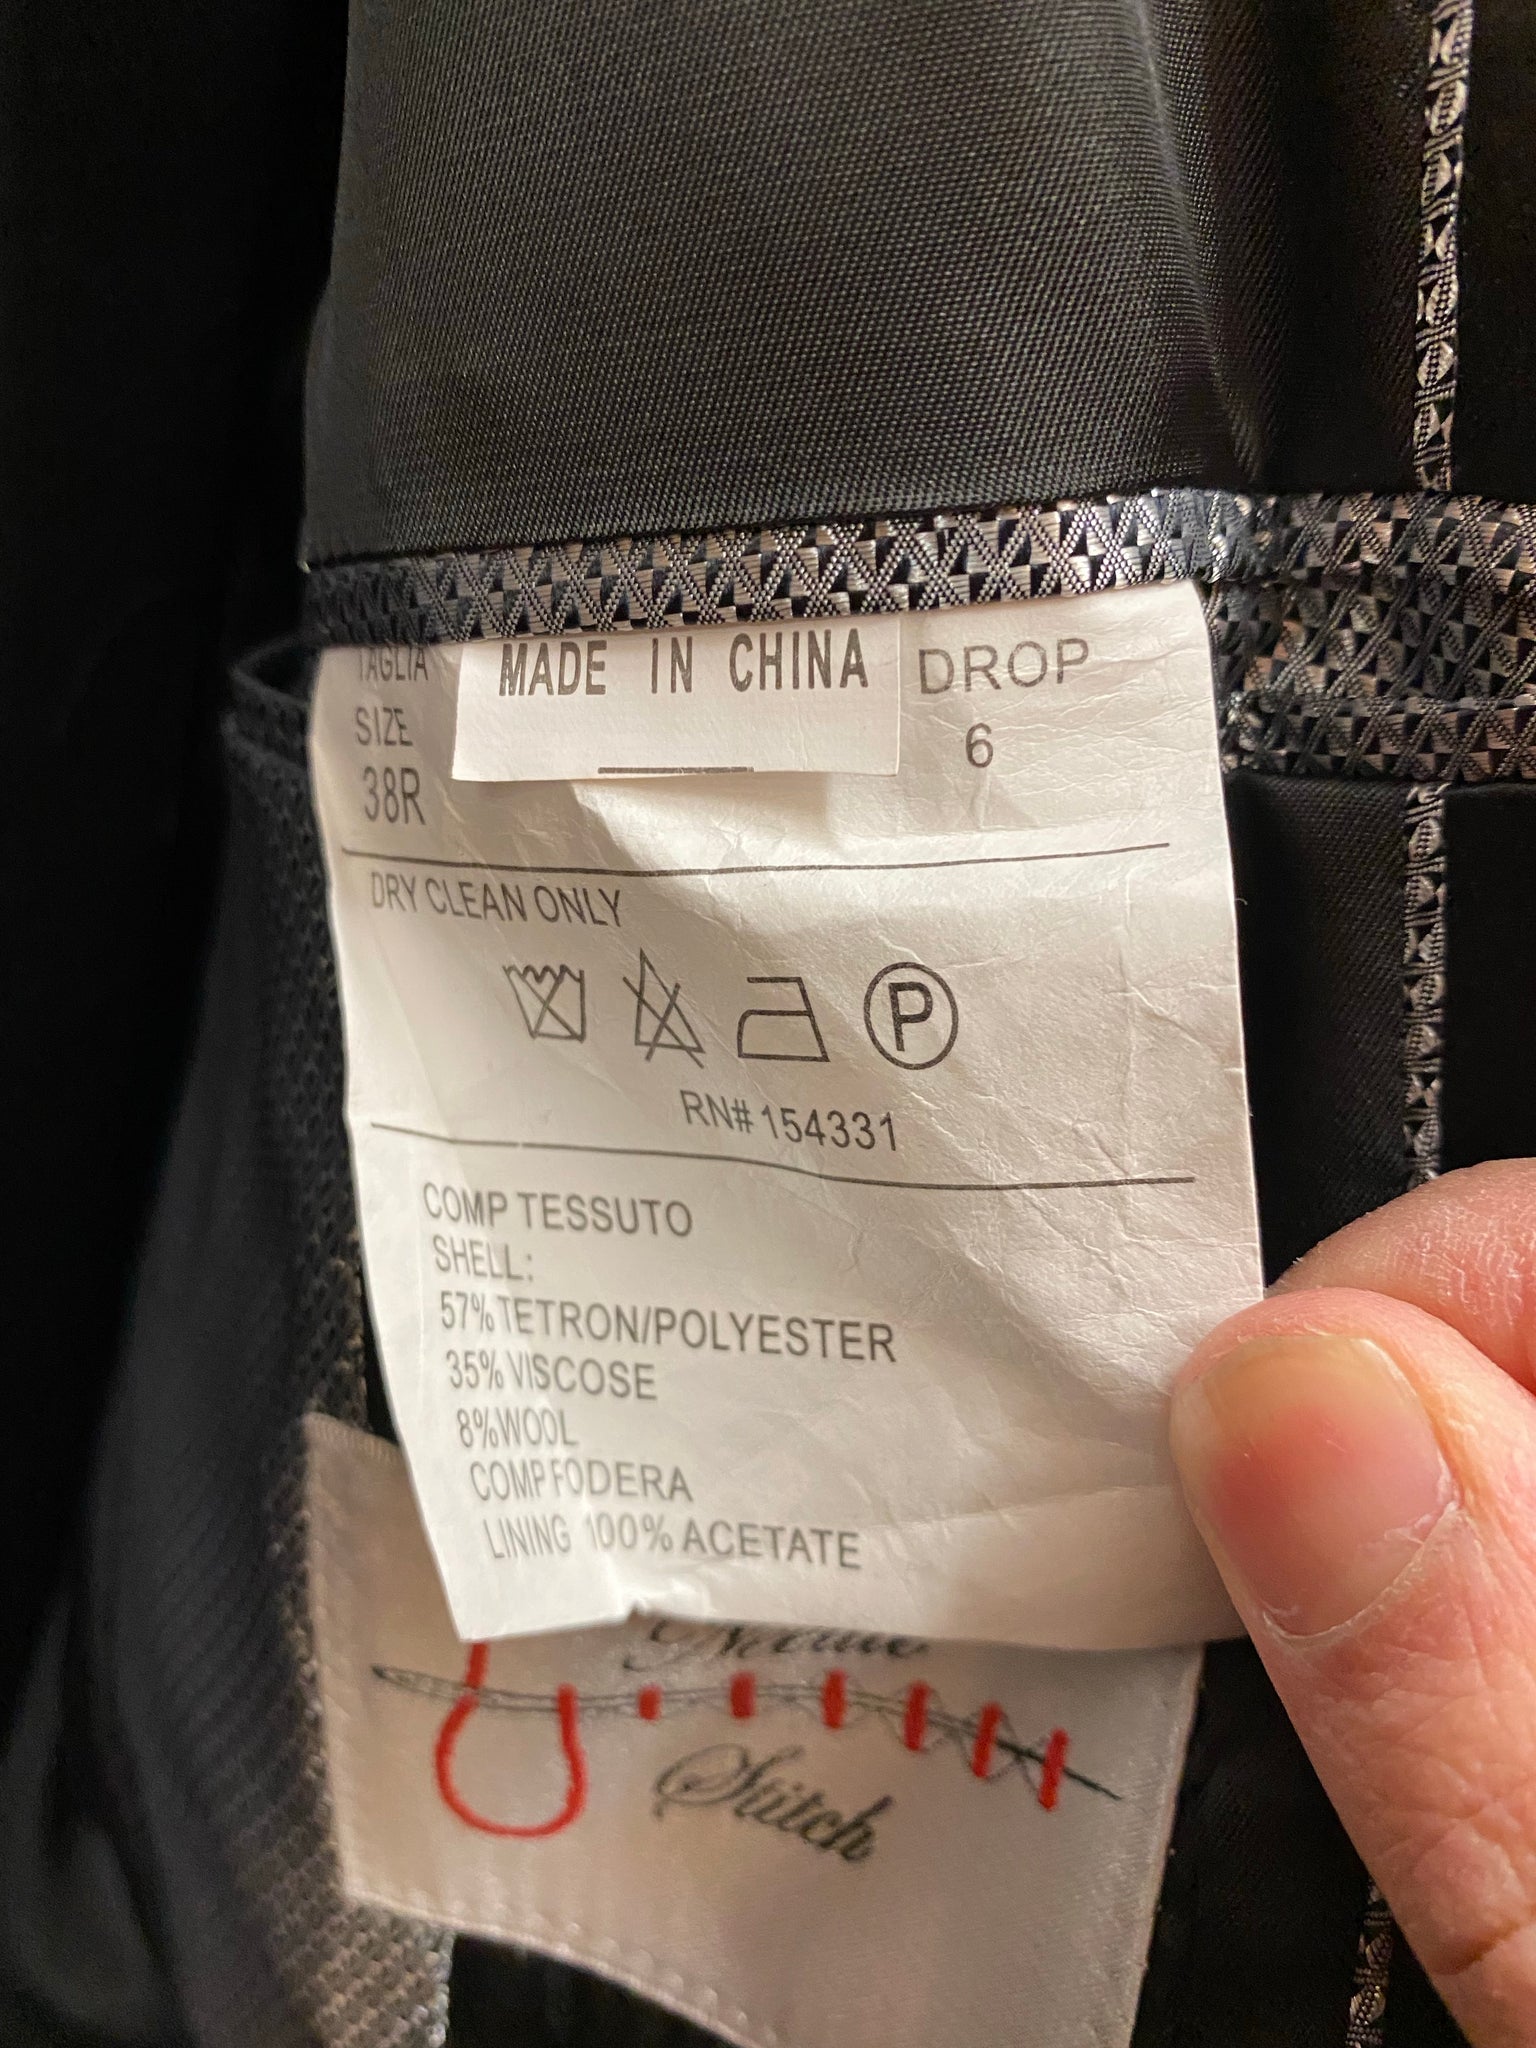 TAGLIA
MADE IN CHINA
DROP
SIZE
6
38R
DRY CLEAN ONLY
P
RN# 154331
COMP TESSUTO
SHELL:
57% TETRON/POLYESTER
35% VISCOSE
8% WOOL
COMP FODERA
LINING 100% ACETATE
Needle
Stitch